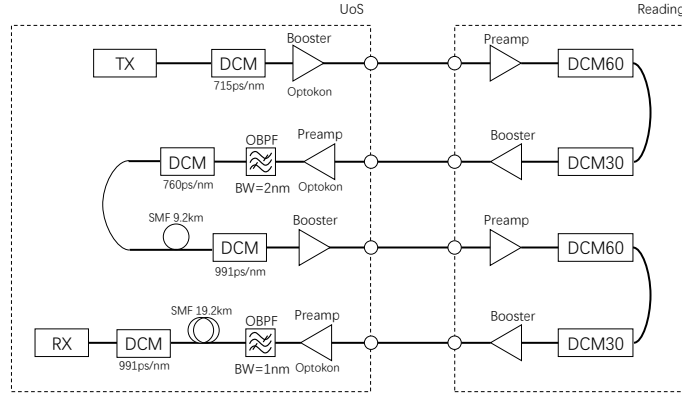 UoS
Reading
Booster
Preamp
TX
DCM
DCM60
715ps/nm
Optokon
OBPF
Preamp
Booster
DCM
DCM30
760ps/nm
BW=2nm
Optokon
SMF 9.2km
Booster
Preamp
DCM
DCM60
991ps/nm
SMF 19.2km
OBPF
Preamp
Booster
RX
DCM
DCM30
991ps/nm
BW=1nm
Optokon